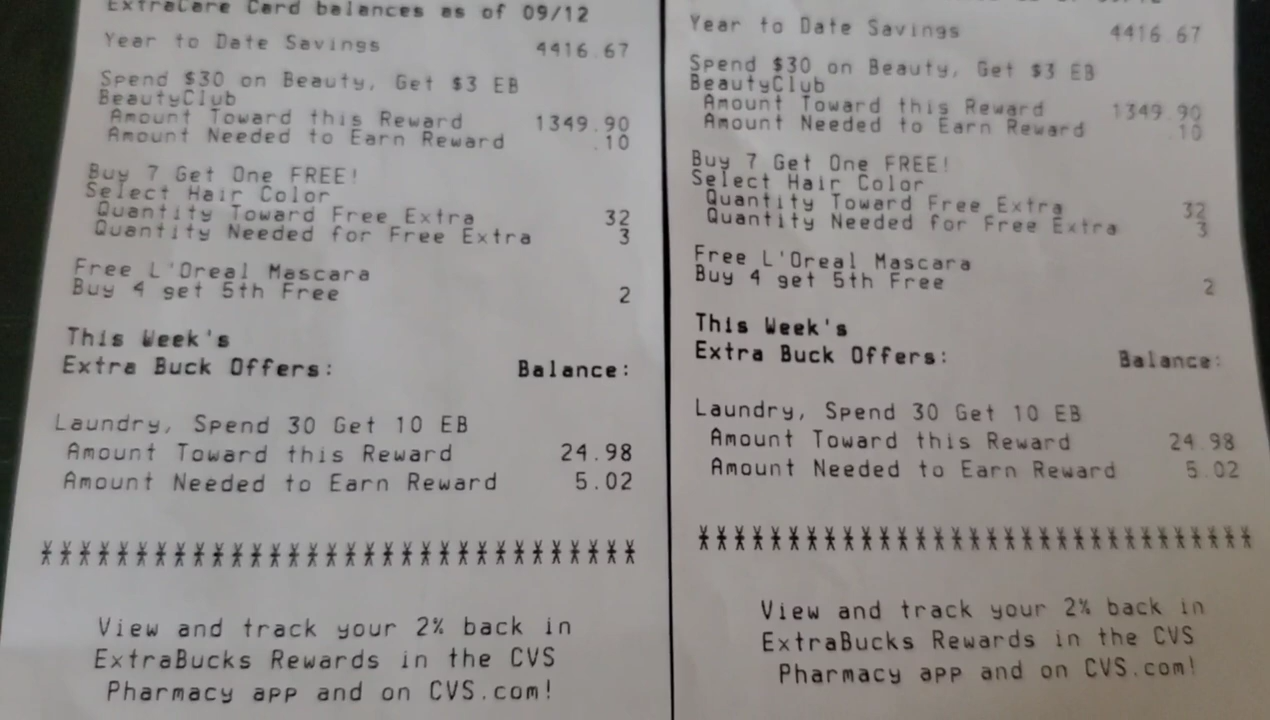 ExtraCare Card balances as of 09/12
Year to Date Savings 4416.67
Spend $30 on Beauty, Get $3 EB
BeautyClub
Amount Toward this Reward 1349.90
Amount Needed to Earn Reward .10
Buy 7 Get One FREE!
Select Hair Color
Quantity Toward Free Extra 32
Quantity Needed for Free Extra 3
Free L'Oreal Mascara
Buy 4 get 5th Free 2
This Week's
Extra Buck Offers: Balance:
Laundry, Spend 30 Get 10 EB
Amount Toward this Reward 24.98
Amount Needed to Earn Reward 5.02
********************************
View and track your 2% back in
ExtraBucks Rewards in the CVS
Pharmacy app and on CVS.com!
Year to Date Savings 4416.67
Spend $30 on Beauty, Get $3 EB
BeautyClub
Amount Toward this Reward 1349.90
Amount Needed to Earn Reward .10
Buy 7 Get One FREE!
Select Hair Color
Quantity Toward Free Extra 32
Quantity Needed for Free Extra 3
Free L'Oreal Mascara
Buy 4 get 5th Free 2
This Week's
Extra Buck Offers: Balance:
Laundry, Spend 30 Get 10 EB
Amount Toward this Reward 24.98
Amount Needed to Earn Reward 5.02
********************************
View and track your 2% back in
ExtraBucks Rewards in the CVS
Pharmacy app and on CVS.com!